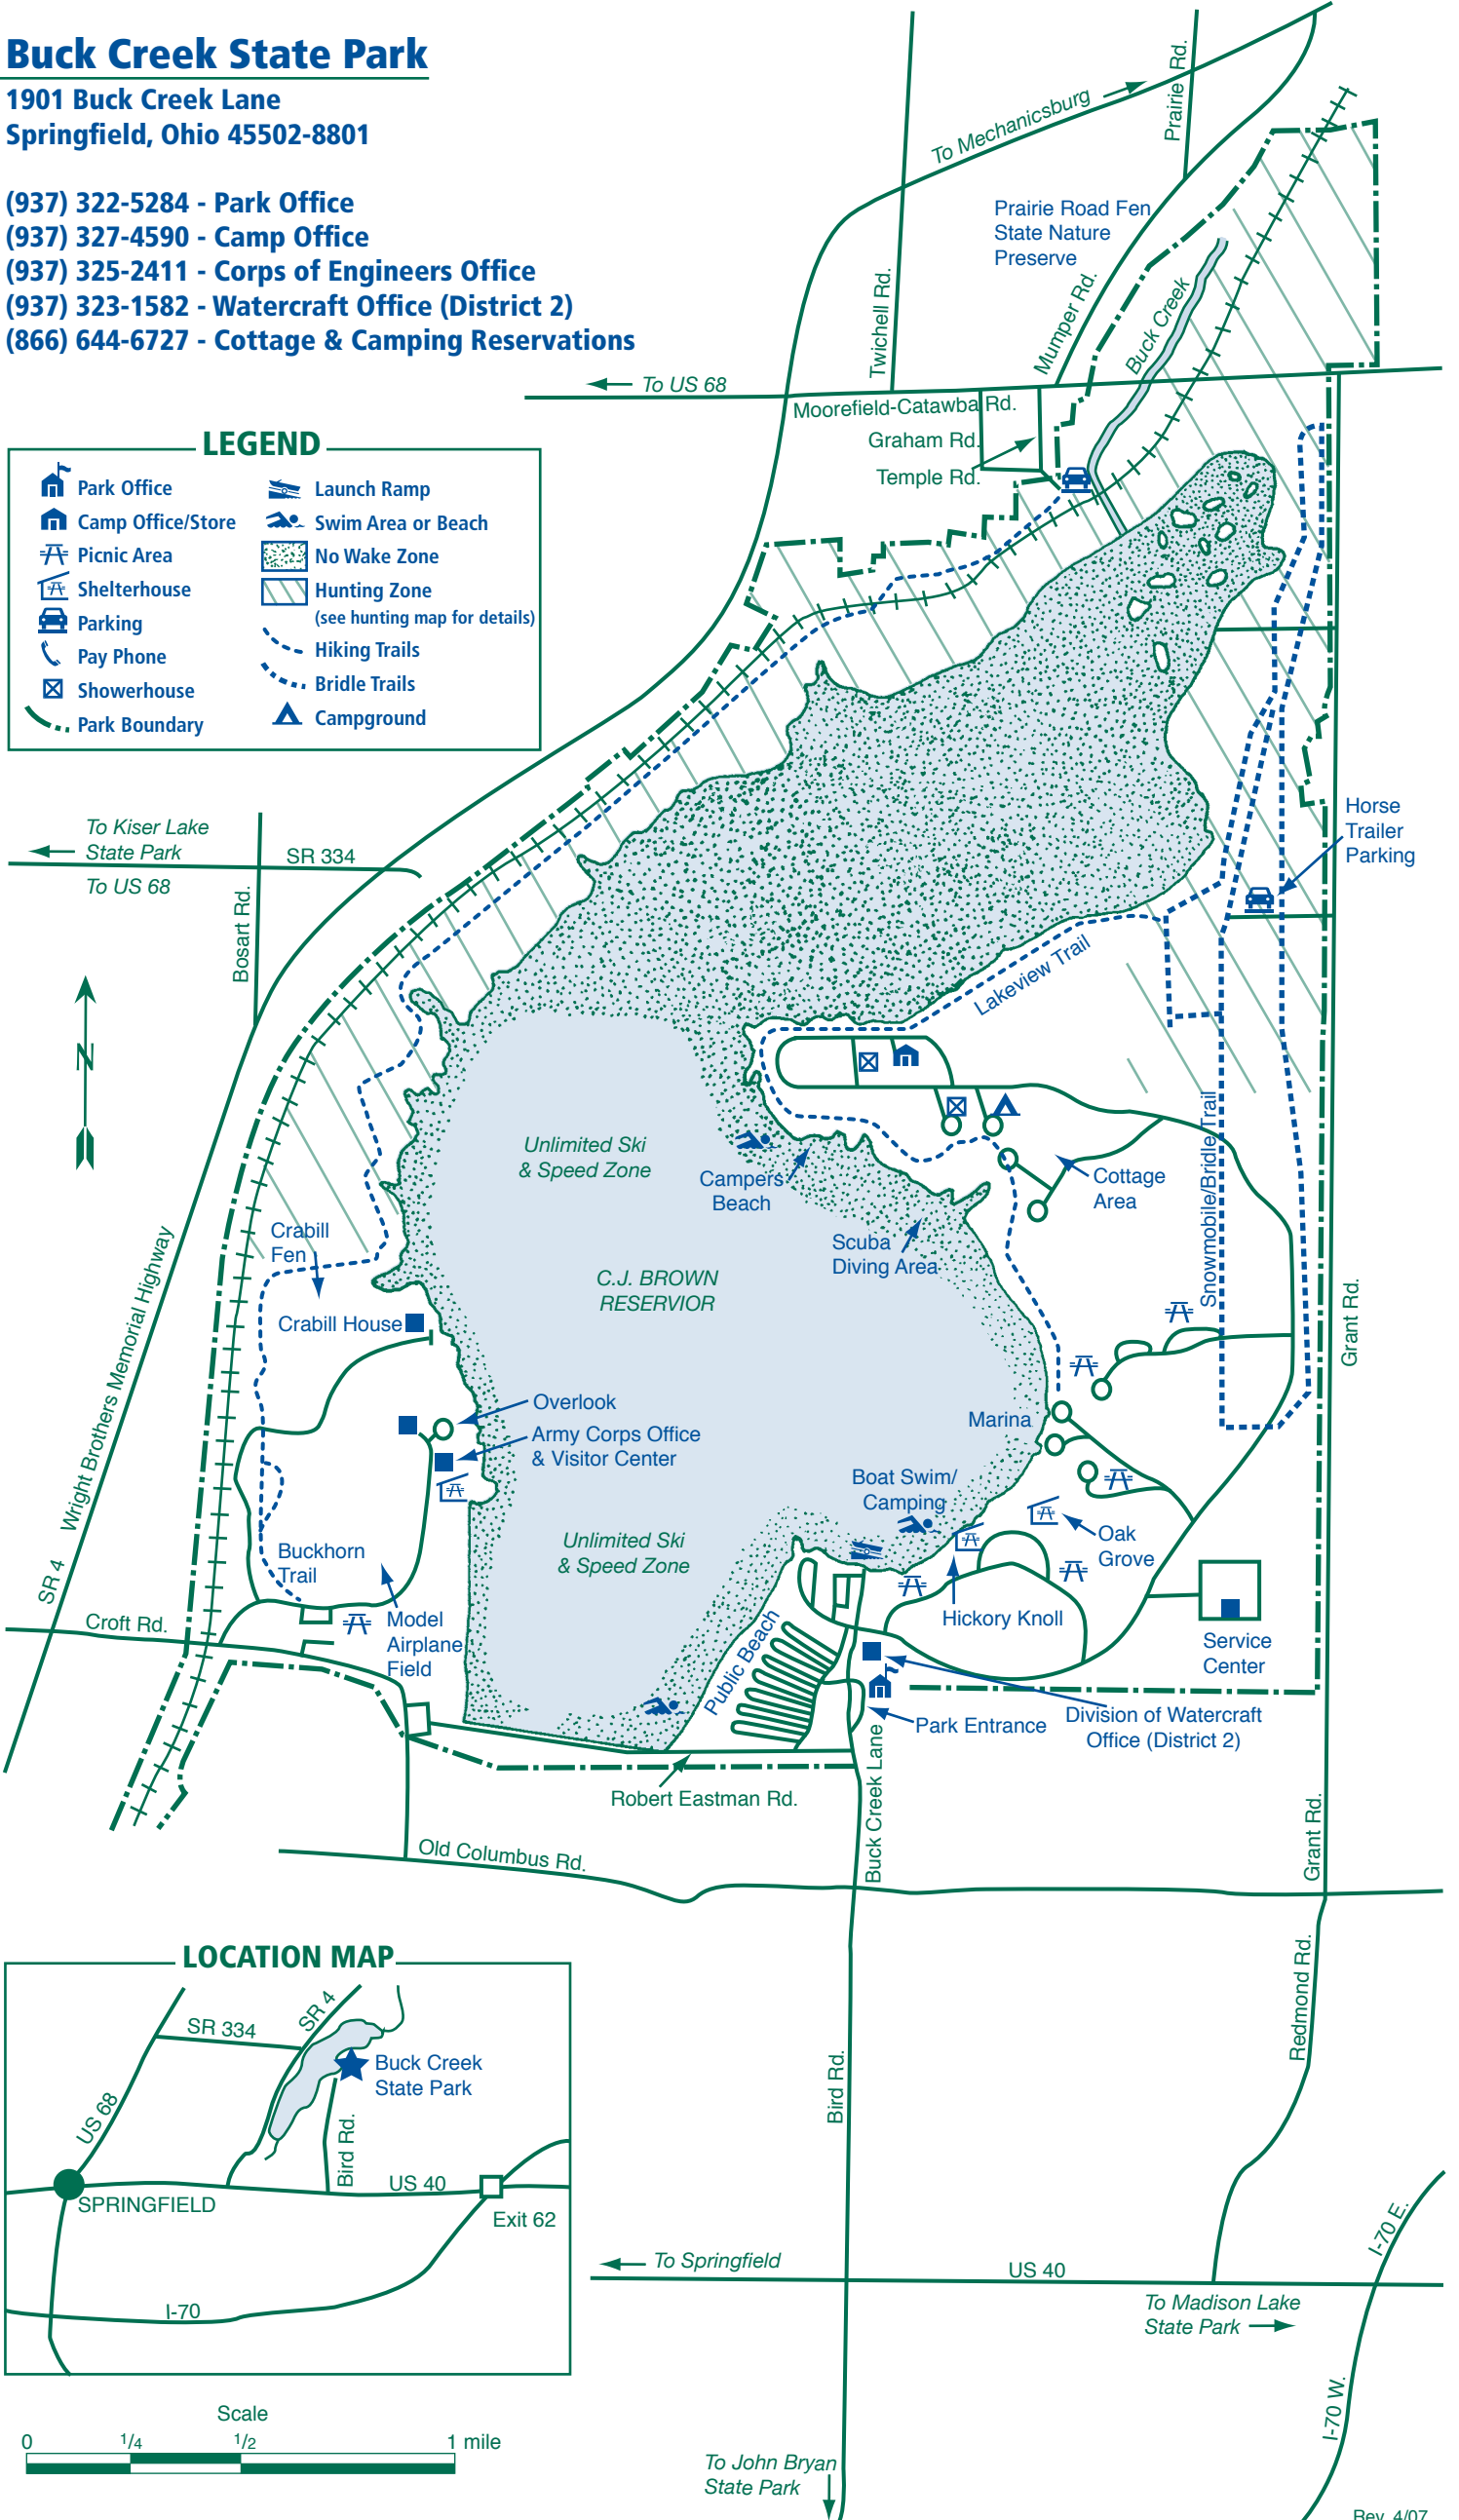 Buck Creek State Park
1901 Buck Creek Lane
Springfield, Ohio 45502-8801
(937) 322-5284 - Park Office
(937) 327-4590 - Camp Office
(937) 325-2411 - Corps of Engineers Office
(937) 323-1582 - Watercraft Office (District 2)
(866) 644-6727 - Cottage & Camping Reservations
To Mechanicsburg
Prairie Rd.
Prairie Road Fen
State Nature
Preserve
Twichell Rd.
Mumper Rd.
Buck Creek
To US 68
Moorefield-Catawba Rd.
Graham Rd.
Temple Rd.
LEGEND
Park Office
Camp Office/Store
Picnic Area
Shelterhouse
Parking
Pay Phone
Showerhouse
Park Boundary
Launch Ramp
Swim Area or Beach
No Wake Zone
Hunting Zone
(see hunting map for details)
Hiking Trails
Bridle Trails
Campground
To Kiser Lake
State Park
SR 334
To US 68
Bosart Rd.
Horse
Trailer
Parking
Lakeview Trail
N
Unlimited Ski
& Speed Zone
Campers
Beach
Cottage
Area
Snowmobile/Bridle Trail
Scuba
Diving Area
Crabill
Fen
C.J. BROWN
RESERVIOR
Crabill House
Grant Rd.
Wright Brothers Memorial Highway
SR 4
Overlook
Army Corps Office
& Visitor Center
Marina
Boat Swim/
Camping
Unlimited Ski
& Speed Zone
Oak
Grove
Buckhorn
Trail
Croft Rd.
Model
Airplane
Field
Hickory Knoll
Service
Center
Public Beach
Park Entrance
Division of Watercraft
Office (District 2)
Robert Eastman Rd.
Buck Creek Lane
Grant Rd.
Old Columbus Rd.
Redmond Rd.
Bird Rd.
LOCATION MAP
SR 334
SR 4
Buck Creek
State Park
US 68
Bird Rd.
US 40
SPRINGFIELD
Exit 62
I-70
To Springfield
US 40
I-70 E.
To Madison Lake
State Park
I-70 W.
Scale
0
1/4
1/2
1 mile
To John Bryan
State Park
Rev. 4/07